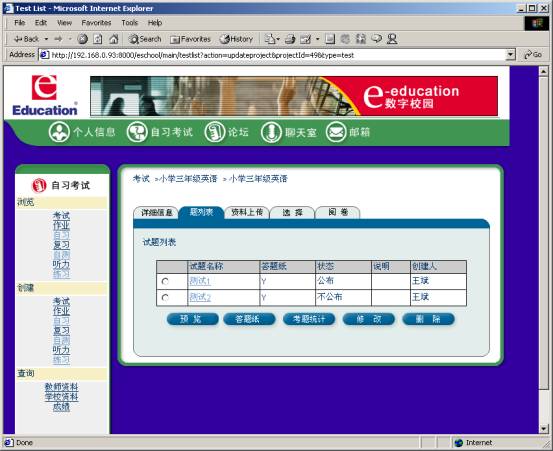 Test List - Microsoft Internet Explorer
File Edit View Favorites Tools Help
Back Search Favorites History
Address http://192.168.0.93:8000/eschool/main/testlist?action=updateproject&projectId=49&type=test Go
Education
e-education
数字校园
个人信息 自习考试 论坛 聊天室 邮箱
自习考试
浏览
考试
作业
自习
复习
自测
听力
练习
创建
考试
作业
自习
复习
自测
听力
练习
查询
教师资料
学校资料
成绩
考试 »小学三年级英语 »小学三年级英语
详细信息 题列表 资料上传 选 择 阅 卷
试题列表
试题名称 答题纸 状态 说明 创建人
测试1 Y 公布 王斌
测试2 Y 不公布 王斌
预 览 答题纸 考题统计 修 改 删 除
Done Internet